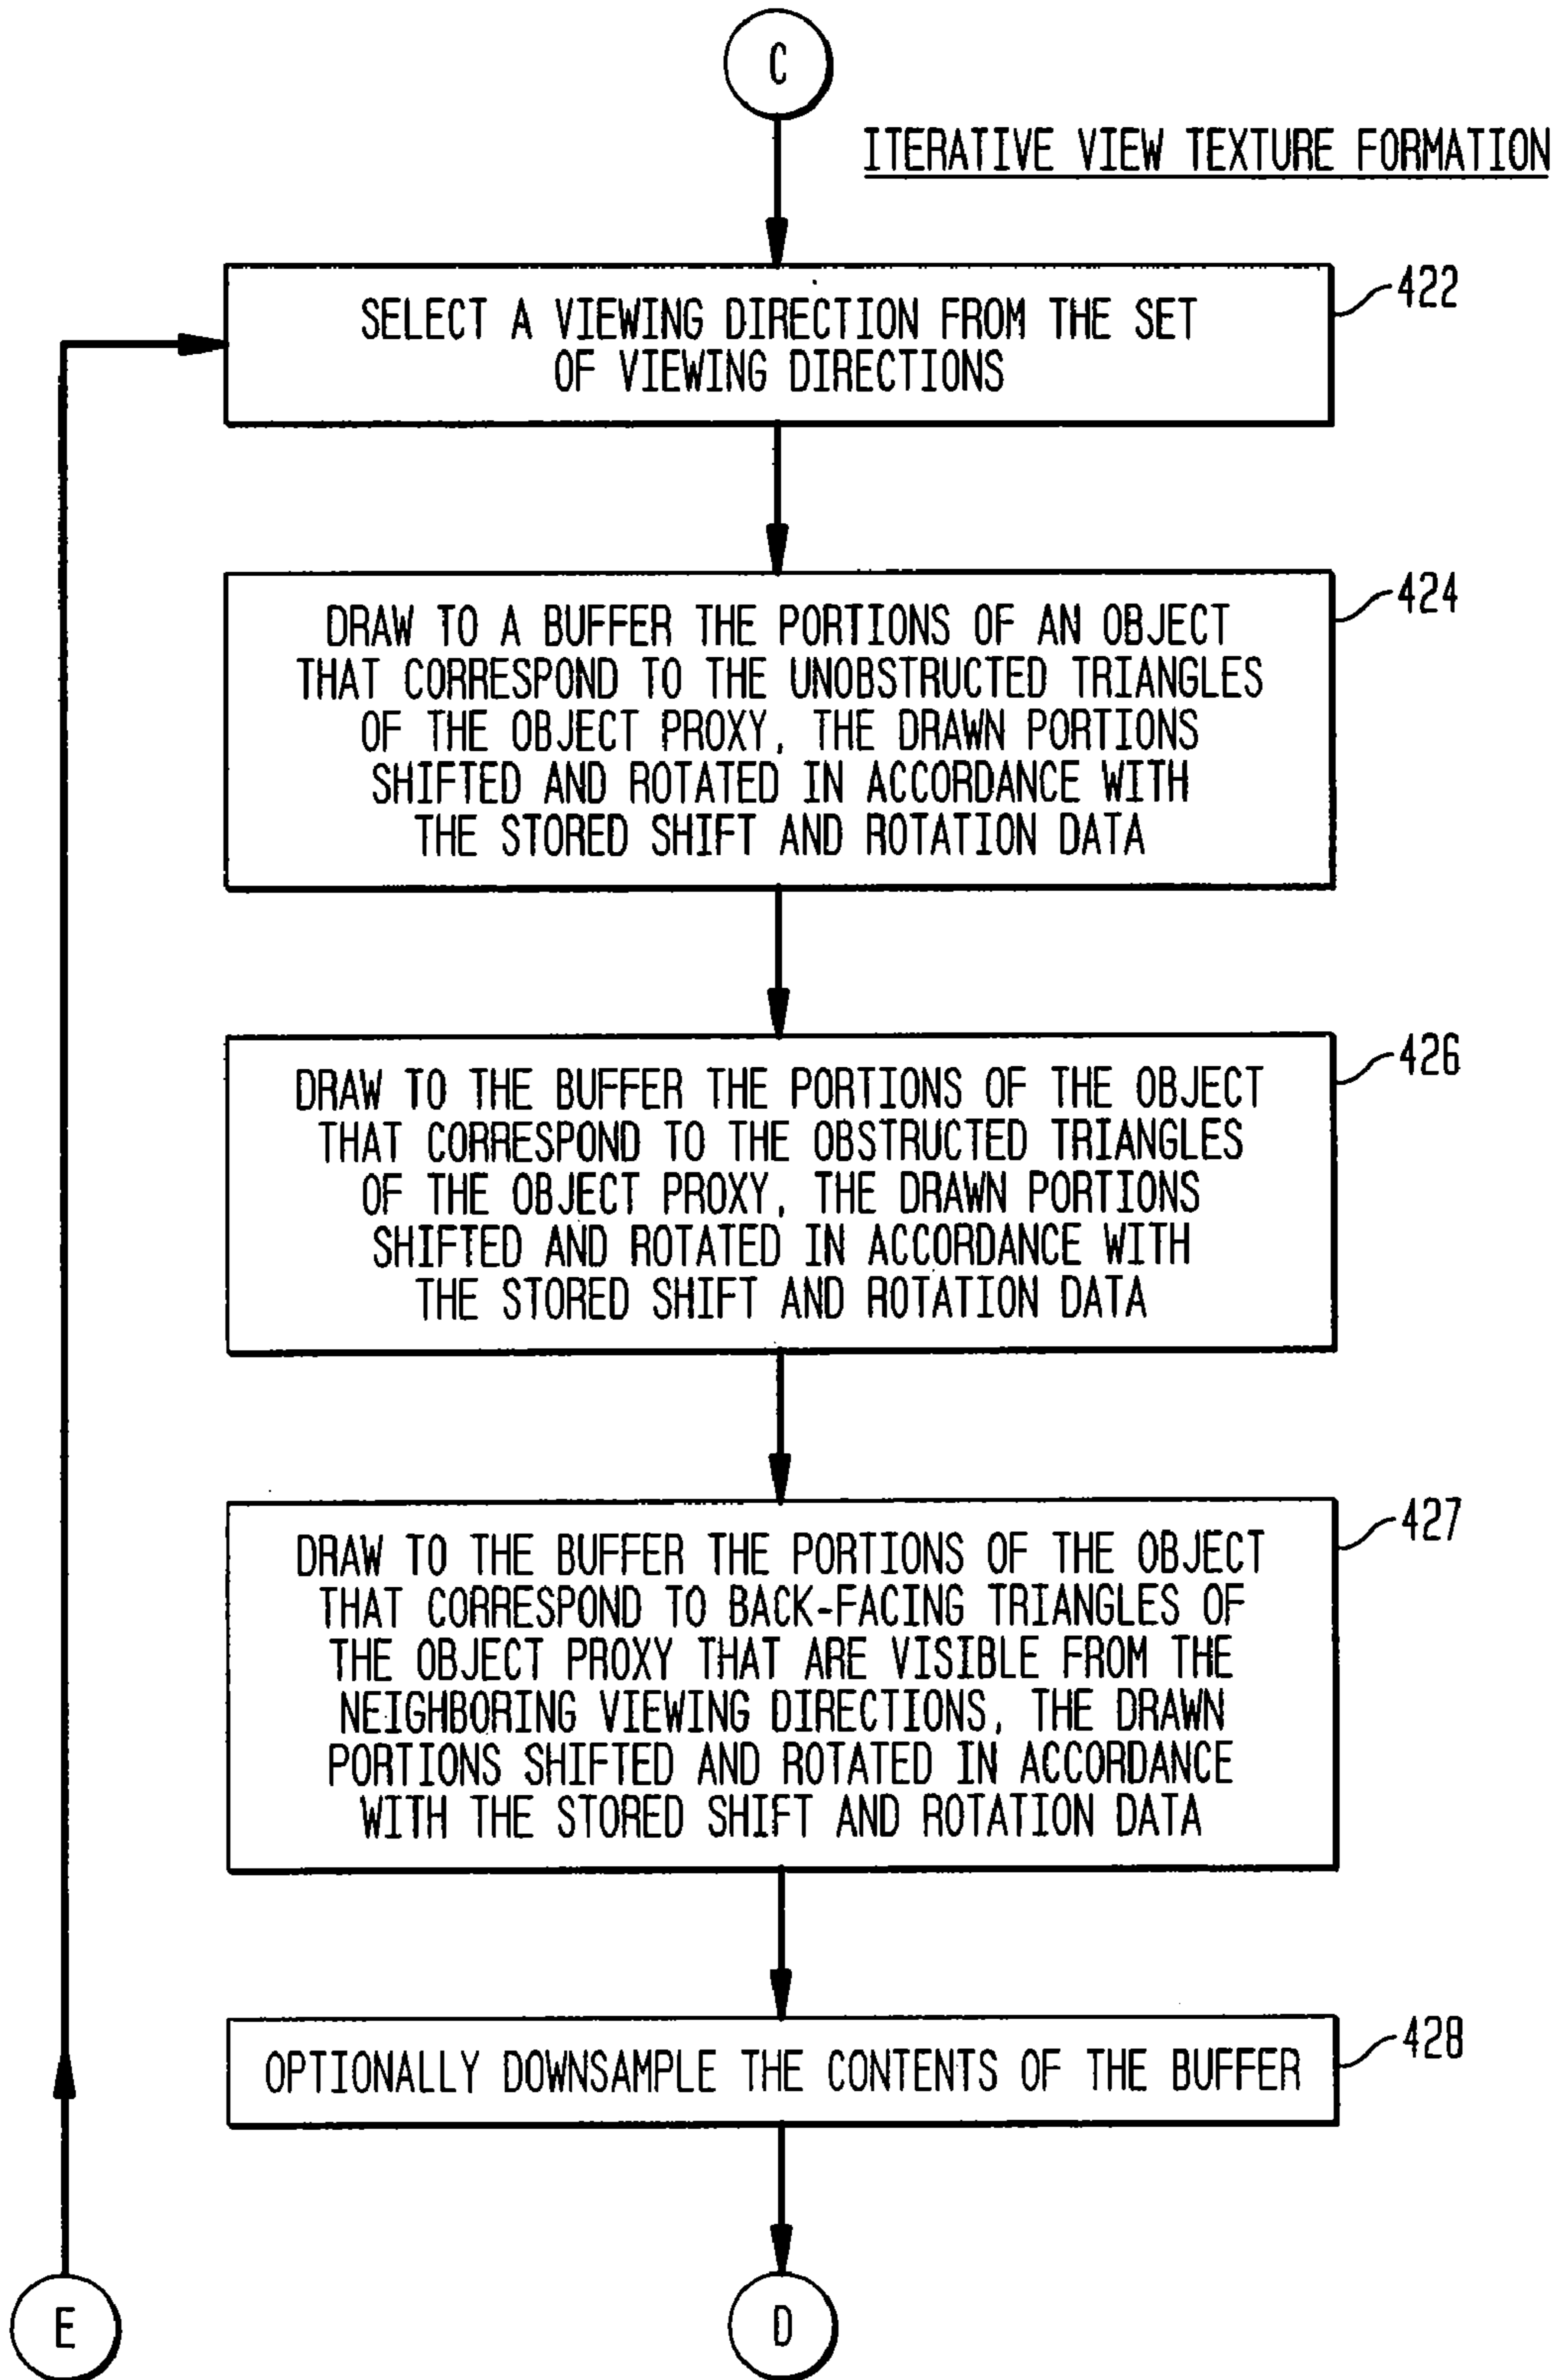 C
ITERATIVE VIEW TEXTURE FORMATION
422
SELECT A VIEWING DIRECTION FROM THE SET
OF VIEWING DIRECTIONS
424
DRAW TO A BUFFER THE PORTIONS OF AN OBJECT
THAT CORRESPOND TO THE UNOBSTRUCTED TRIANGLES
OF THE OBJECT PROXY, THE DRAWN PORTIONS
SHIFTED AND ROTATED IN ACCORDANCE WITH
THE STORED SHIFT AND ROTATION DATA
426
DRAW TO THE BUFFER THE PORTIONS OF THE OBJECT
THAT CORRESPOND TO THE OBSTRUCTED TRIANGLES
OF THE OBJECT PROXY, THE DRAWN PORTIONS
SHIFTED AND ROTATED IN ACCORDANCE WITH
THE STORED SHIFT AND ROTATION DATA
427
DRAW TO THE BUFFER THE PORTIONS OF THE OBJECT
THAT CORRESPOND TO BACK-FACING TRIANGLES OF
THE OBJECT PROXY THAT ARE VISIBLE FROM THE
NEIGHBORING VIEWING DIRECTIONS, THE DRAWN
PORTIONS SHIFTED AND ROTATED IN ACCORDANCE
WITH THE STORED SHIFT AND ROTATION DATA
428
OPTIONALLY DOWNSAMPLE THE CONTENTS OF THE BUFFER
E
D